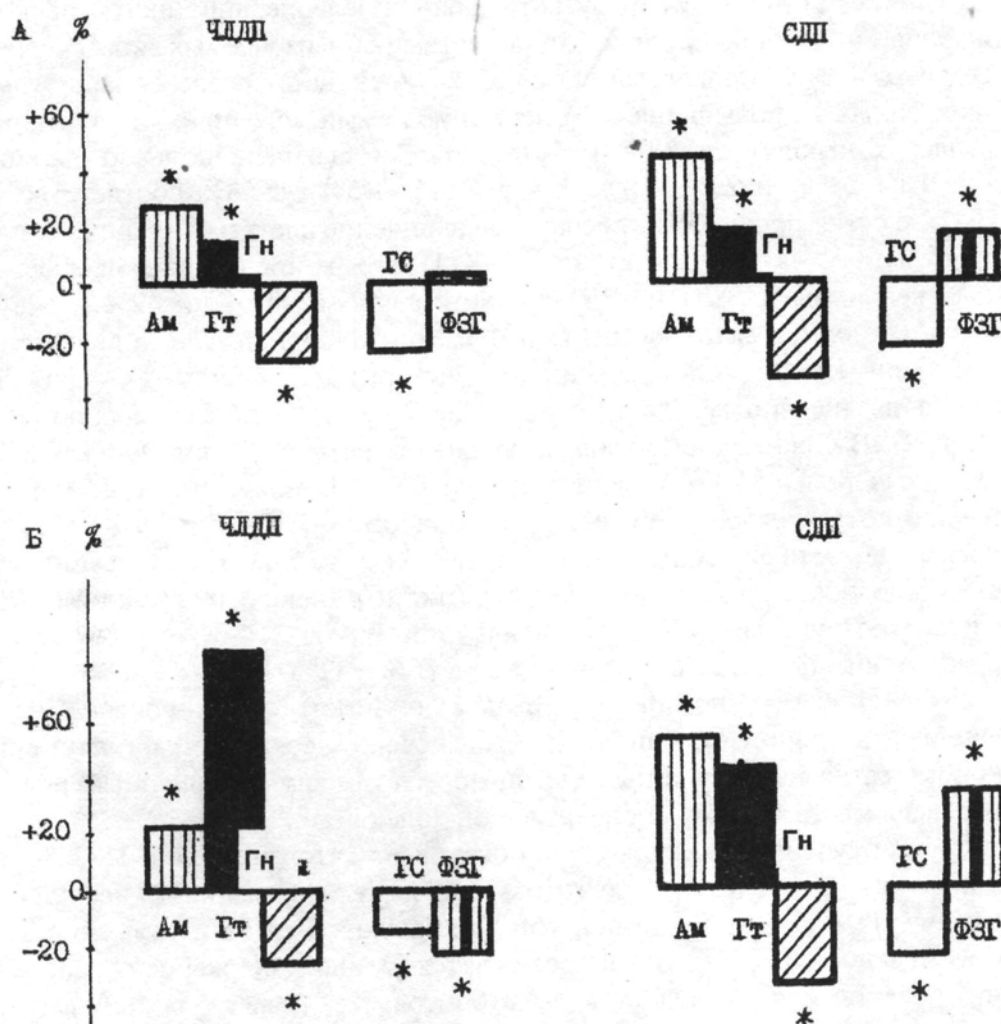 А % ЧЛДП СДП
+60
* *
* *
+20 Гн ГС Гн ГС *
0
Ам Гт ФЗГ Ам Гт ФЗГ
-20
* * *
*
Б % ЧЛДП СДП
*
+60 * *
* *
+20
Гн ГС ФЗГ Гн ГС
0
Ам Гт Ам Гт ФЗГ
-20
* * *
* *